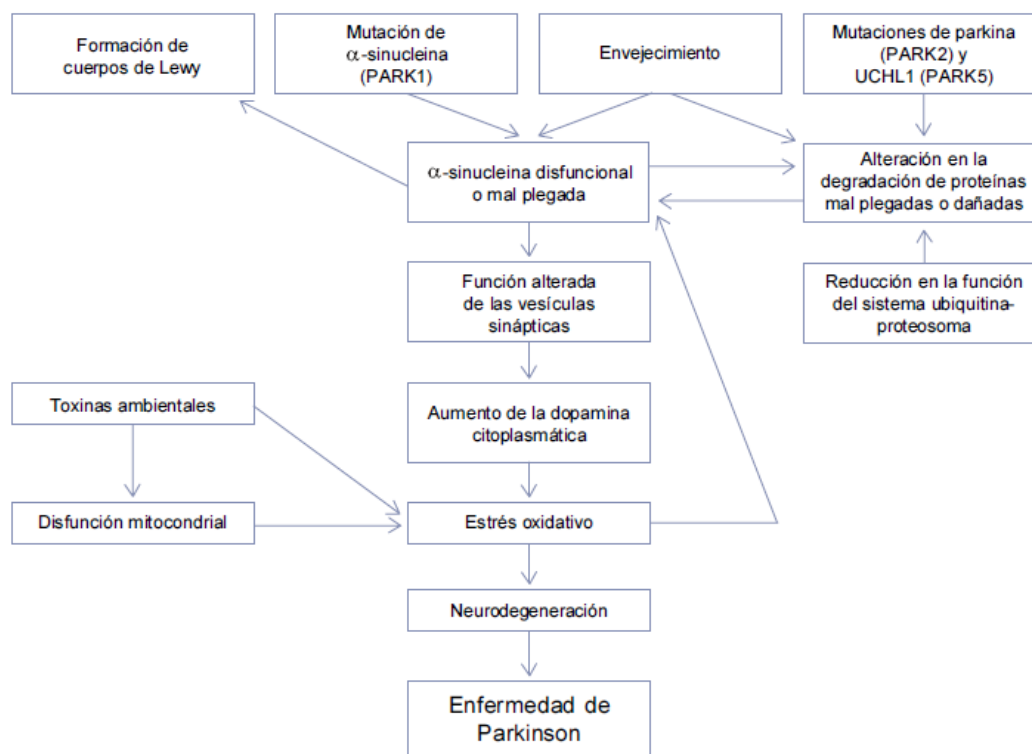 Formación de
cuerpos de Lewy
Mutación de
α-sinucleina
(PARK1)
Envejecimiento
Mutaciones de parkina
(PARK2) y
UCHL1 (PARK5)
α-sinucleina disfuncional
o mal plegada
Alteración en la
degradación de proteínas
mal plegadas o dañadas
Función alterada
de las vesículas
sinápticas
Reducción en la función
del sistema ubiquitina-
proteosoma
Toxinas ambientales
Aumento de la dopamina
citoplasmática
Disfunción mitocondrial
Estrés oxidativo
Neurodegeneración
Enfermedad de
Parkinson